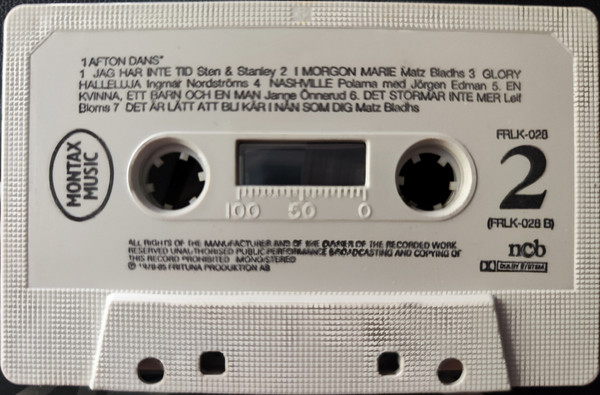 "I AFTON DANS"
1 JAG HAR INTE TID Sten & Stanley 2 I MORGON MARIE Matz Bladhs 3 GLORY
HALLELUJA Ingmar Nordströms 4 NASHVILLE Polarna med Jörgen Edman 5. EN
KVINNA, ETT BARN OCH EN MAN Janne Önnerud 6. DET STORMAR INTE MER Leif
Bloms 7 DET ÄR LÄTT ATT BLI KÄR I NÅN SOM DIG Matz Bladhs
FRLK-028
MONTAX
MUSIC
2
100 50 0
(FRLK-028 B)
ALL RIGHTS OF THE MANUFACTURER AND OF THE OWNER OF THE RECORDED WORK
RESERVED UNAUTHORISED PUBLIC PERFORMANCE BROADCASTING AND COPYING OF
THIS RECORD PROHIBITED MONO/STEREO
℗ 1978-85 FRITUNA PRODUKTION AB
ncb
DOLBY SYSTEM